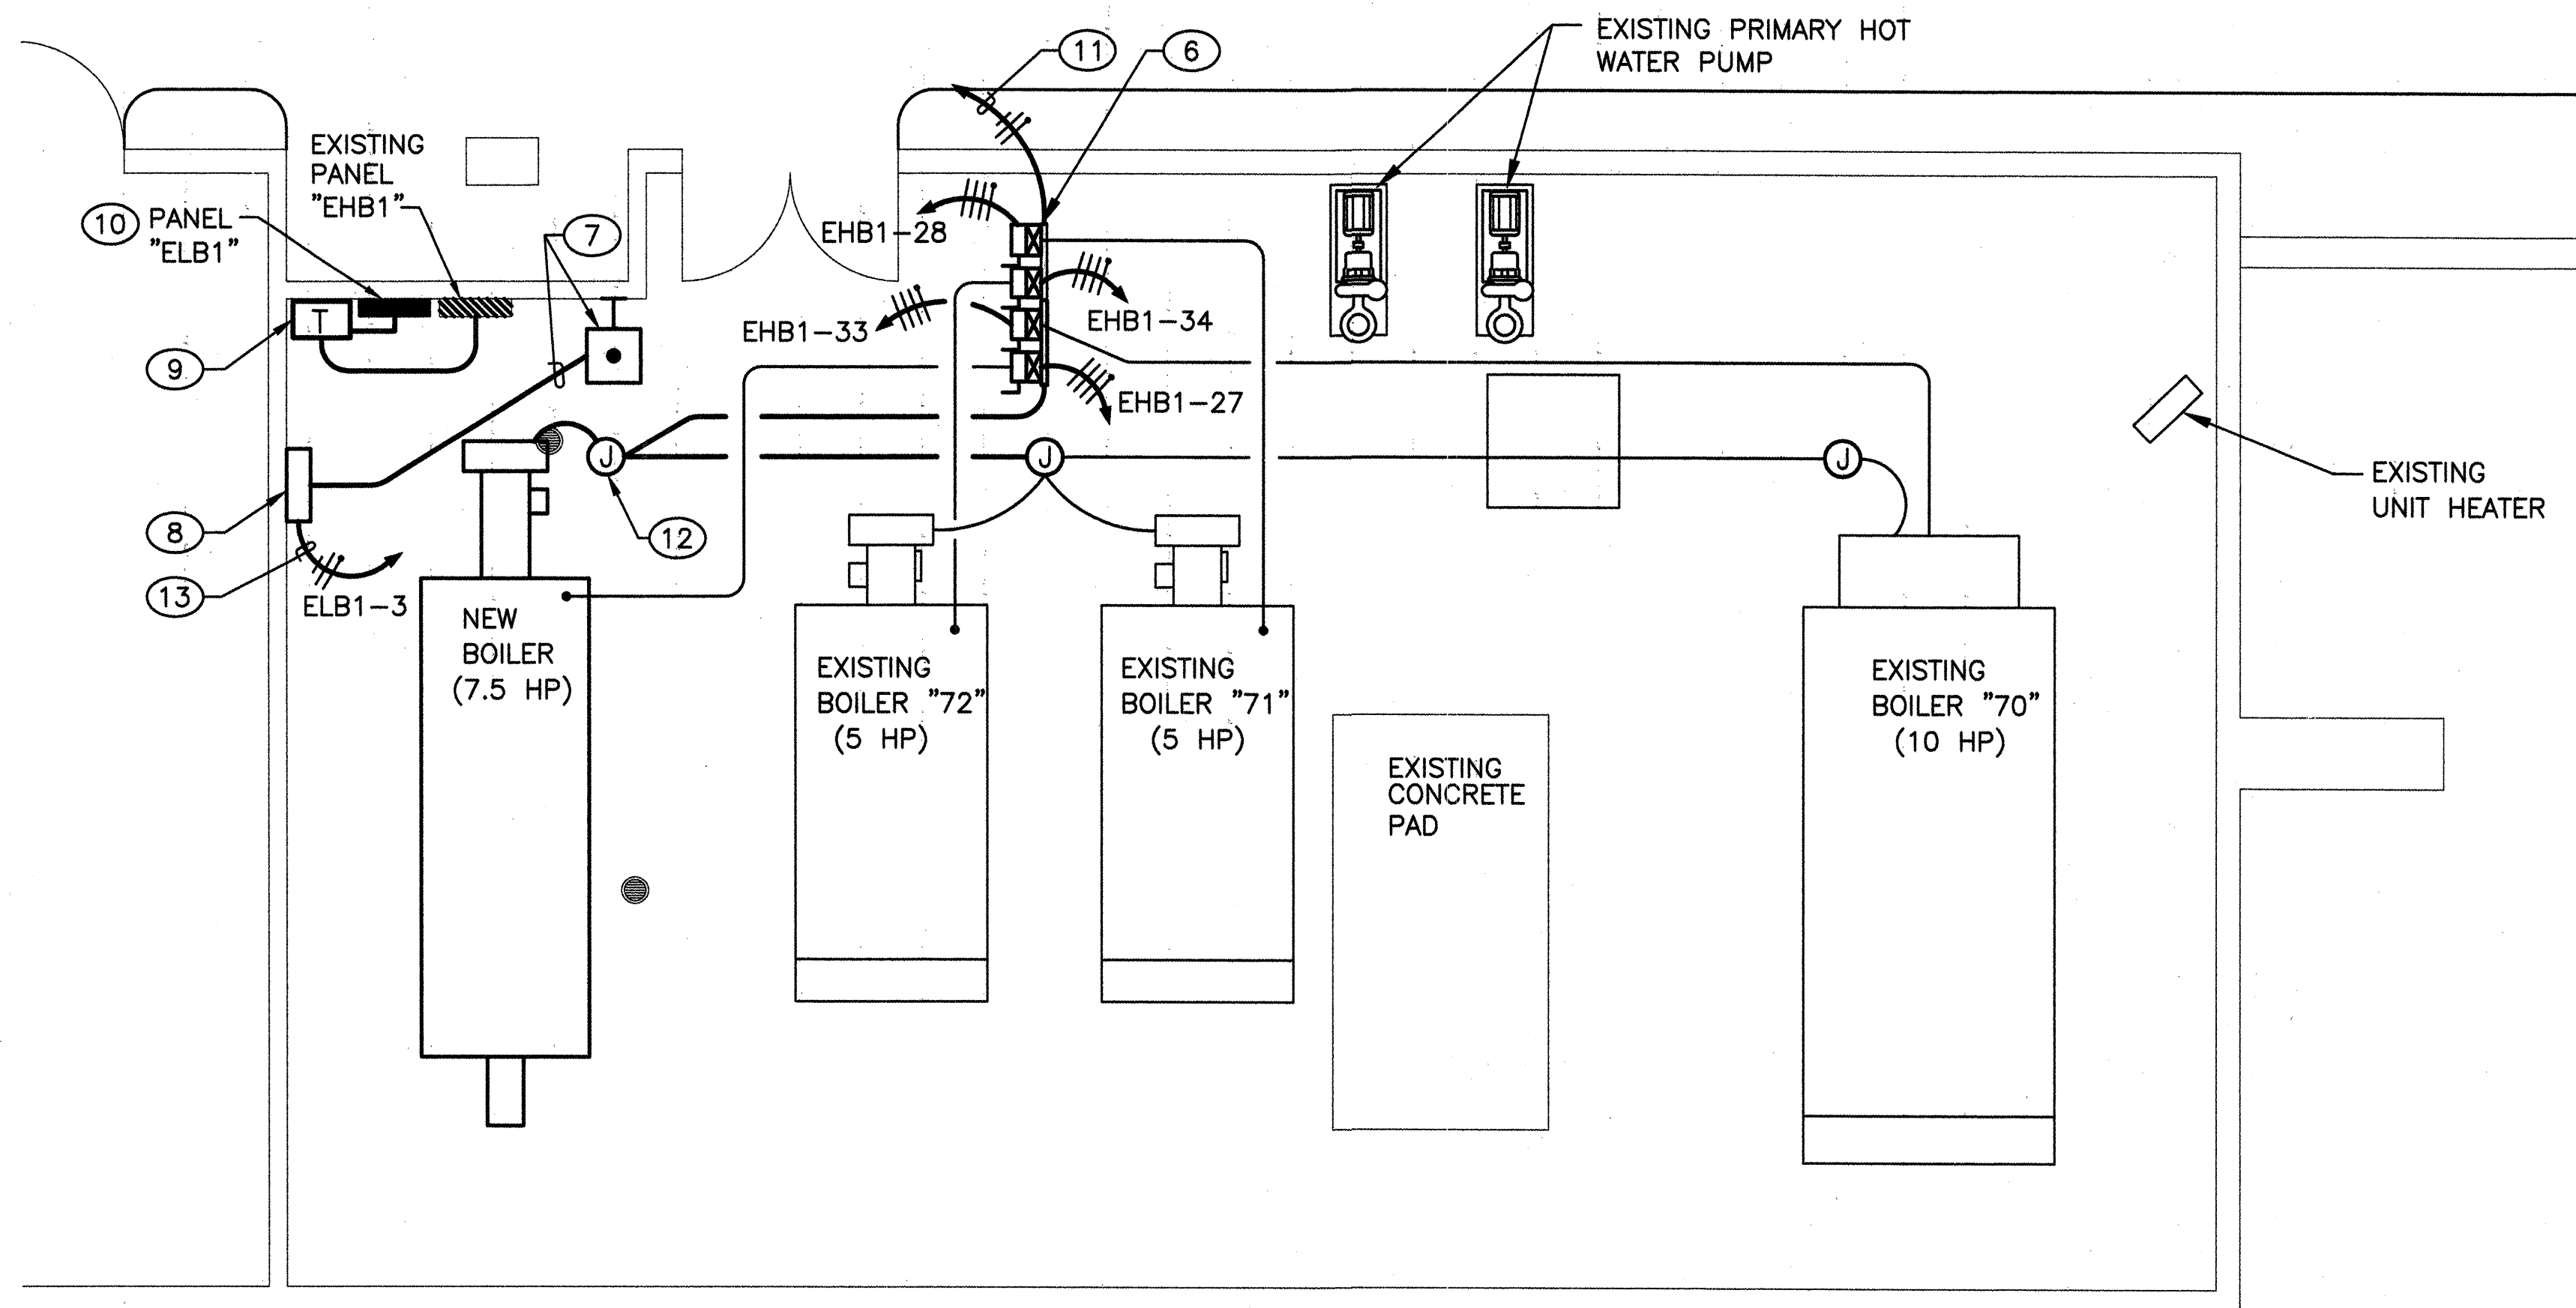 11
6
EXISTING PRIMARY HOT
WATER PUMP
EXISTING
PANEL
"EHB1"
10
PANEL
"ELB1"
7
EHB1-28
EHB1-33
EHB1-34
EHB1-27
T
9
J
J
J
8
12
13
ELB1-3
EXISTING
UNIT HEATER
NEW
BOILER
(7.5 HP)
EXISTING
BOILER "72"
(5 HP)
EXISTING
BOILER "71"
(5 HP)
EXISTING
BOILER "70"
(10 HP)
EXISTING
CONCRETE
PAD